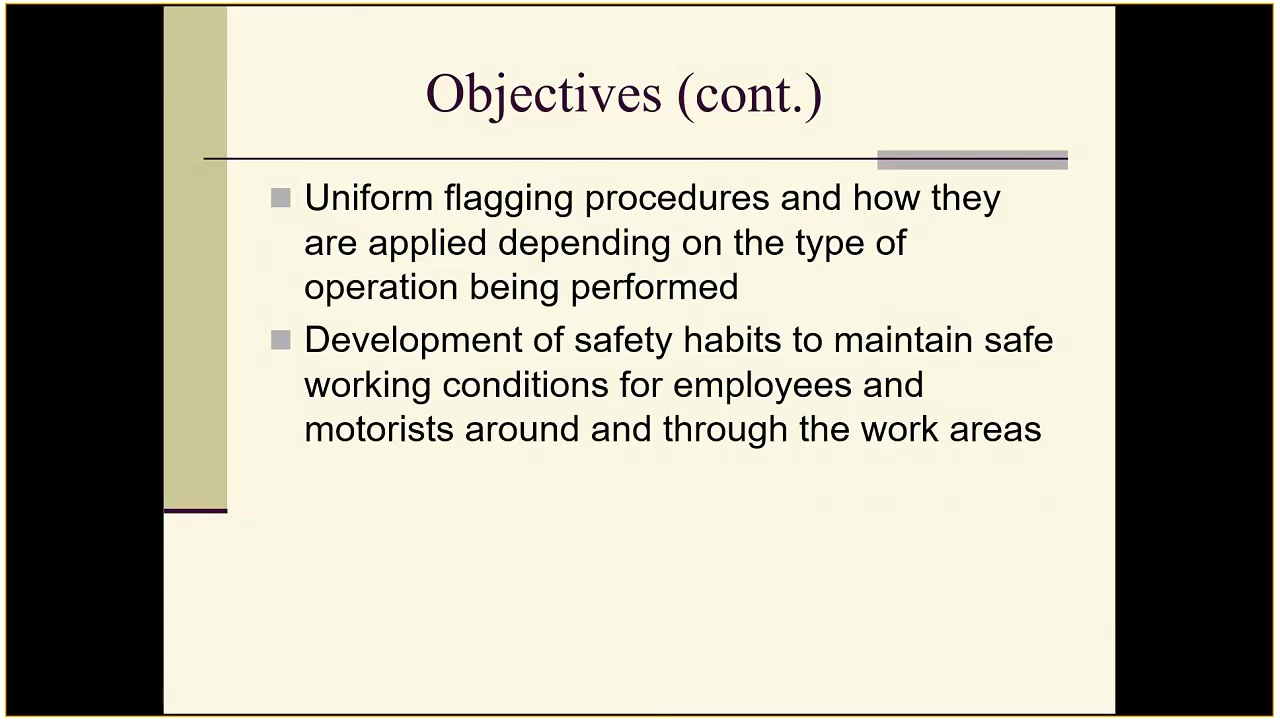 Objectives (cont.)
Uniform flagging procedures and how they
are applied depending on the type of
operation being performed
Development of safety habits to maintain safe
working conditions for employees and
motorists around and through the work areas